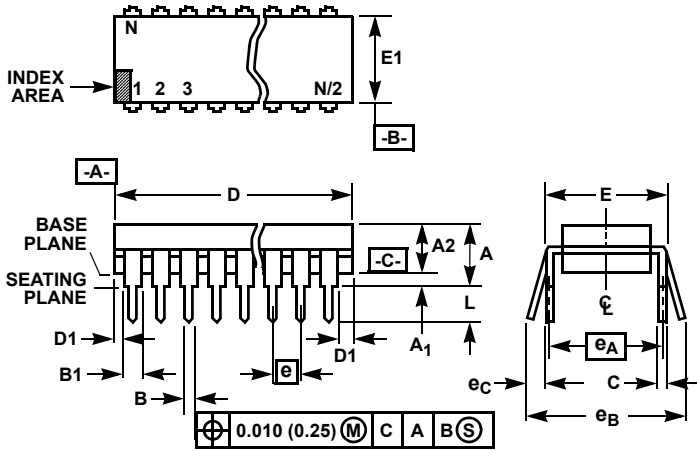 N
E1
INDEX
AREA
1 2 3 N/2
-B-
-A-
D
E
BASE
PLANE
A2
A
-C-
SEATING
PLANE
L
C̲L
D1
A1
D1
eA
B1
e
eC
C
B
eB
0.010 (0.25) M C A B S